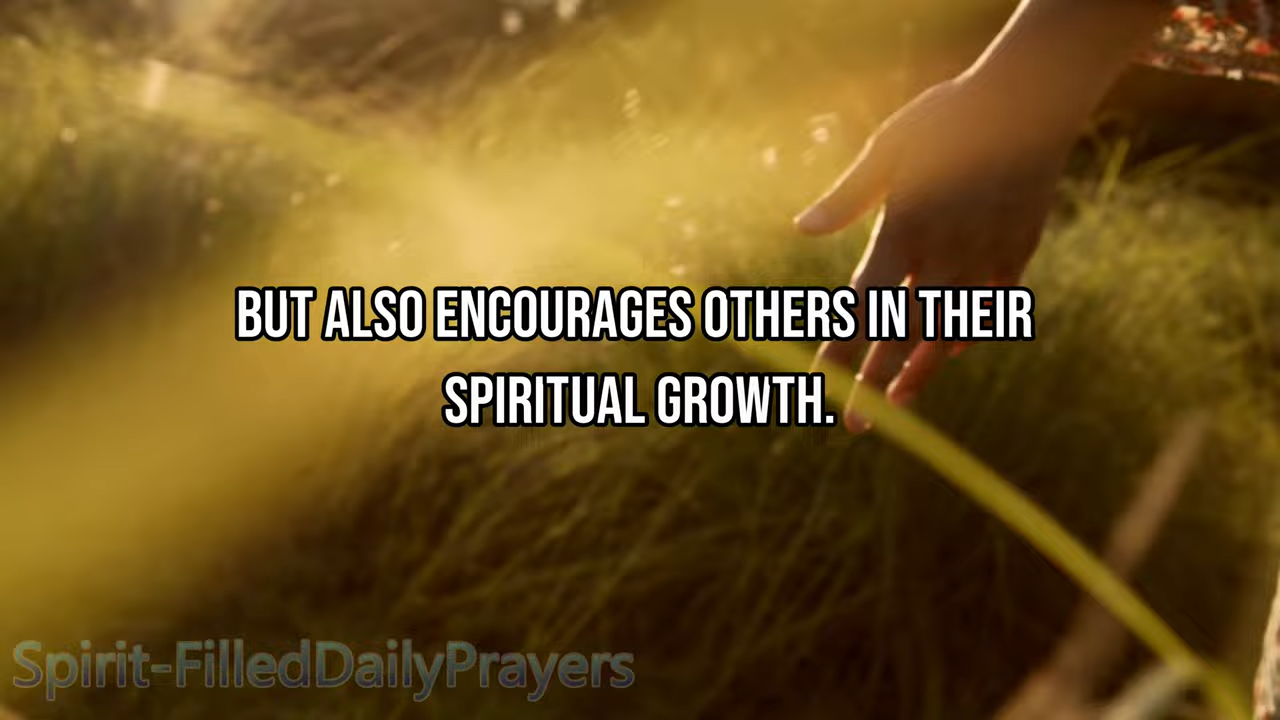 BUT ALSO ENCOURAGES OTHERS IN THEIR
SPIRITUAL GROWTH.
Spirit-FilledDailyPrayers